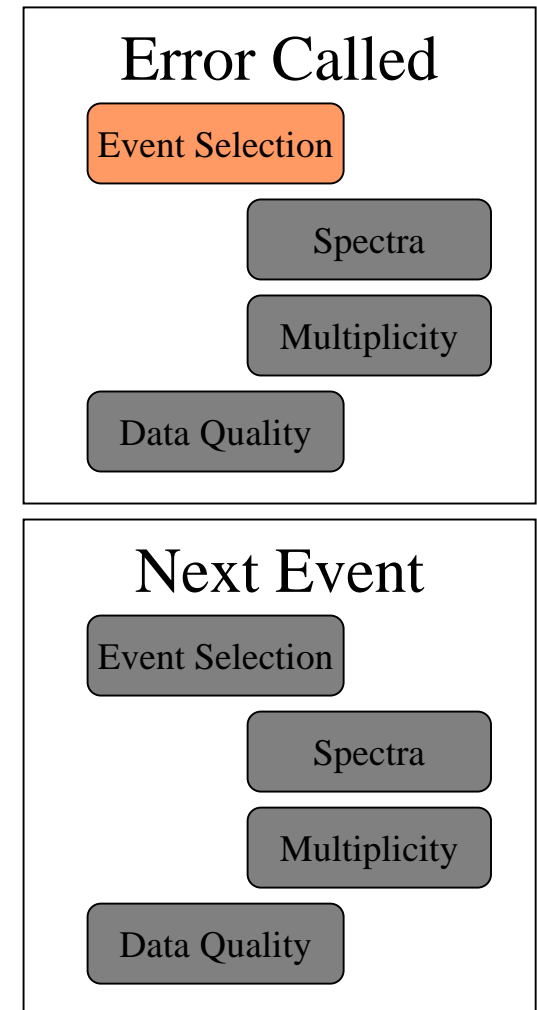 Error Called
Event Selection
Spectra
Multiplicity
Data Quality
Next Event
Event Selection
Spectra
Multiplicity
Data Quality